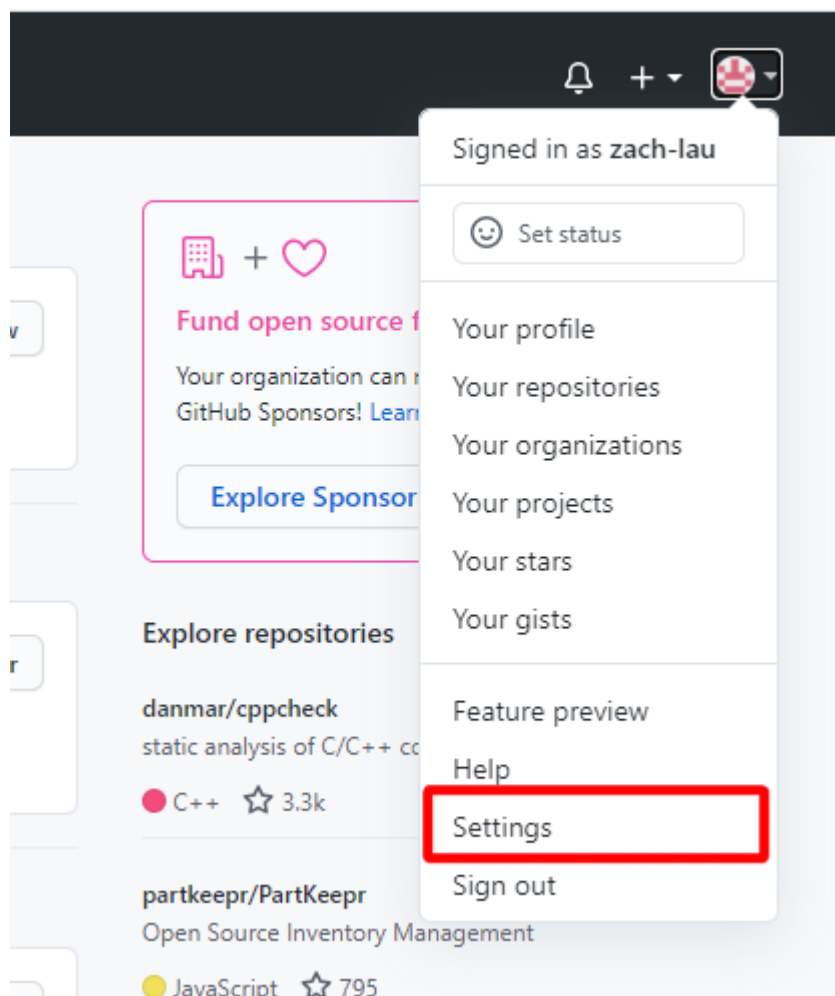 Signed in as zach-lau
Set status
Your profile
Your repositories
Your organizations
Your projects
Your stars
Your gists
Feature preview
Help
Settings
Sign out
Fund open source
Your organization can
GitHub Sponsors! Learn
Explore Sponsor
Explore repositories
danmar/cppcheck
static analysis of C/C++
C++ 3.3k
partkeepr/PartKeepr
Open Source Inventory Management
JavaScript 795